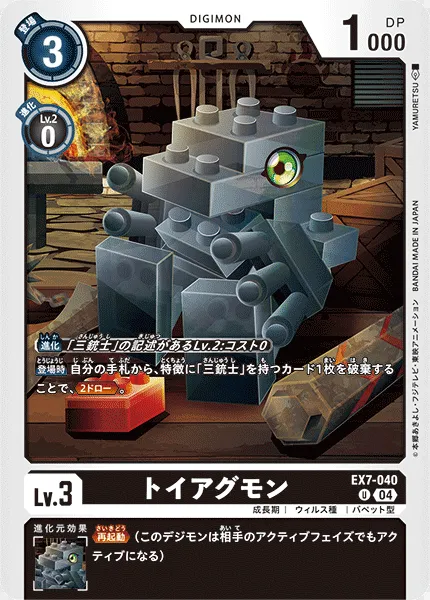 DIGIMON
登場
3
DP
1000
進化
Lv.2
0
YAMURETSU
©本郷あきよし・フジテレビ・東映アニメーション BANDAI MADE IN JAPAN
進化 「三銃士」の記述があるLv.2:コスト0
登場時 自分の手札から、特徴に「三銃士」を持つカード1枚を破棄する
ことで、2ドロー。
EX7-040
Lv.3
トイアグモン
U 04
成長期 | ウィルス種 | パペット型
進化元効果
再起動 (このデジモンは相手のアクティブフェイズでもアク
ティブになる)